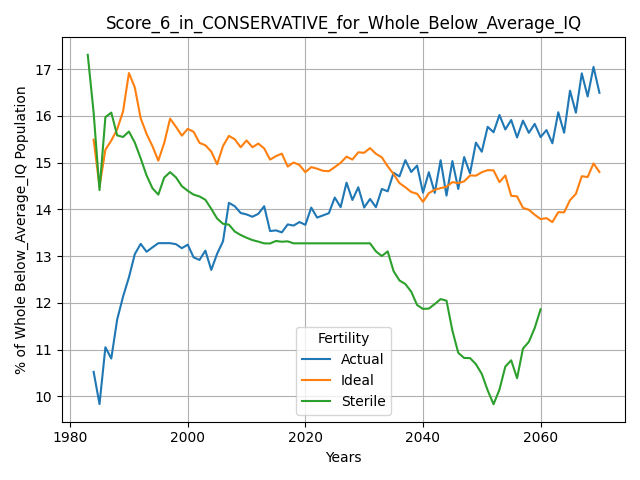 Score_6_in_CONSERVATIVE_for_Whole_Below_Average_IQ
% of Whole Below_Average_IQ Population
17
16
15
14
13
12
11
10
Fertility
Actual
Ideal
Sterile
1980
2000
2020
2040
2060
Years